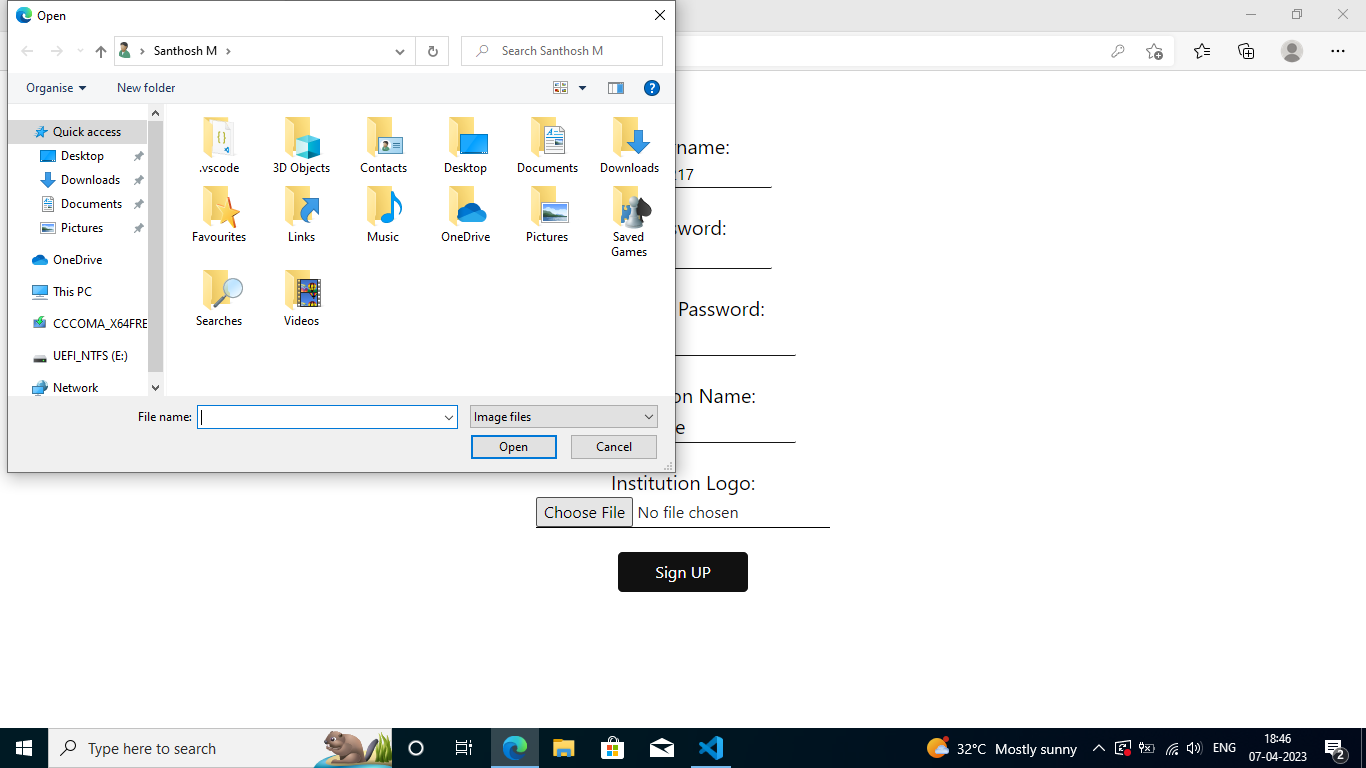 Open
Santhosh M
Search Santhosh M
Organise
New folder
Quick access
Desktop
Downloads
Documents
Pictures
OneDrive
This PC
CCCOMA_X64FRE
UEFI_NTFS (E:)
Network
.vscode
3D Objects
Contacts
Desktop
Documents
Downloads
Favourites
Links
Music
OneDrive
Pictures
Saved
Games
Searches
Videos
File name:
Image files
Open
Cancel
name:
17
word:
Password:
on Name:
e
Institution Logo:
Choose File No file chosen
Sign UP
Type here to search
32°C Mostly sunny
ENG
18:46
07-04-2023
2